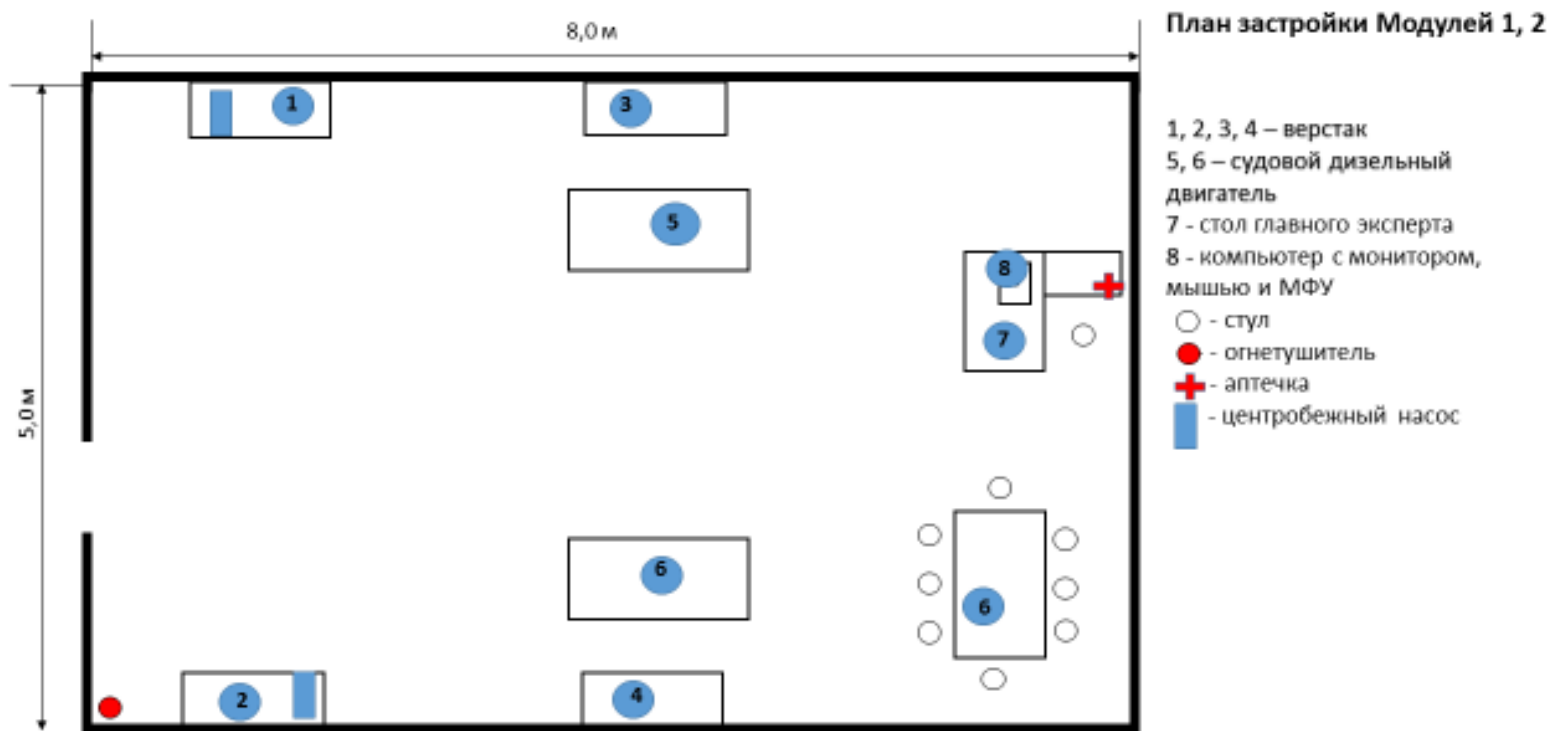 8,0 м
План застройки Модулей 1, 2
1
3
1, 2, 3, 4 – верстак
5, 6 – судовой дизельный
двигатель
5
7 - стол главного эксперта
8
8 - компьютер с монитором,
мышью и МФУ
7
- стул
- огнетушитель
- аптечка
5,0 м
- центробежный насос
6
6
2
4